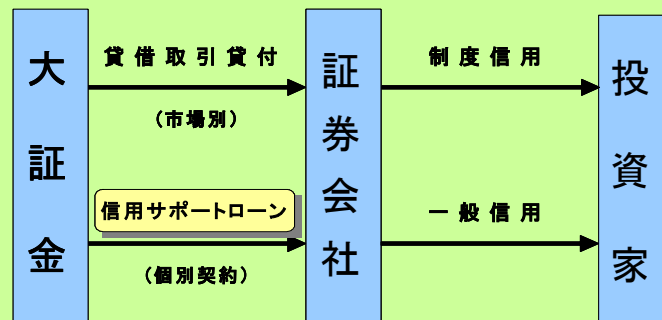 大証金
貸借取引貸付
(市場別)
信用サポートローン
(個別契約)
証券会社
制度信用
一般信用
投資家